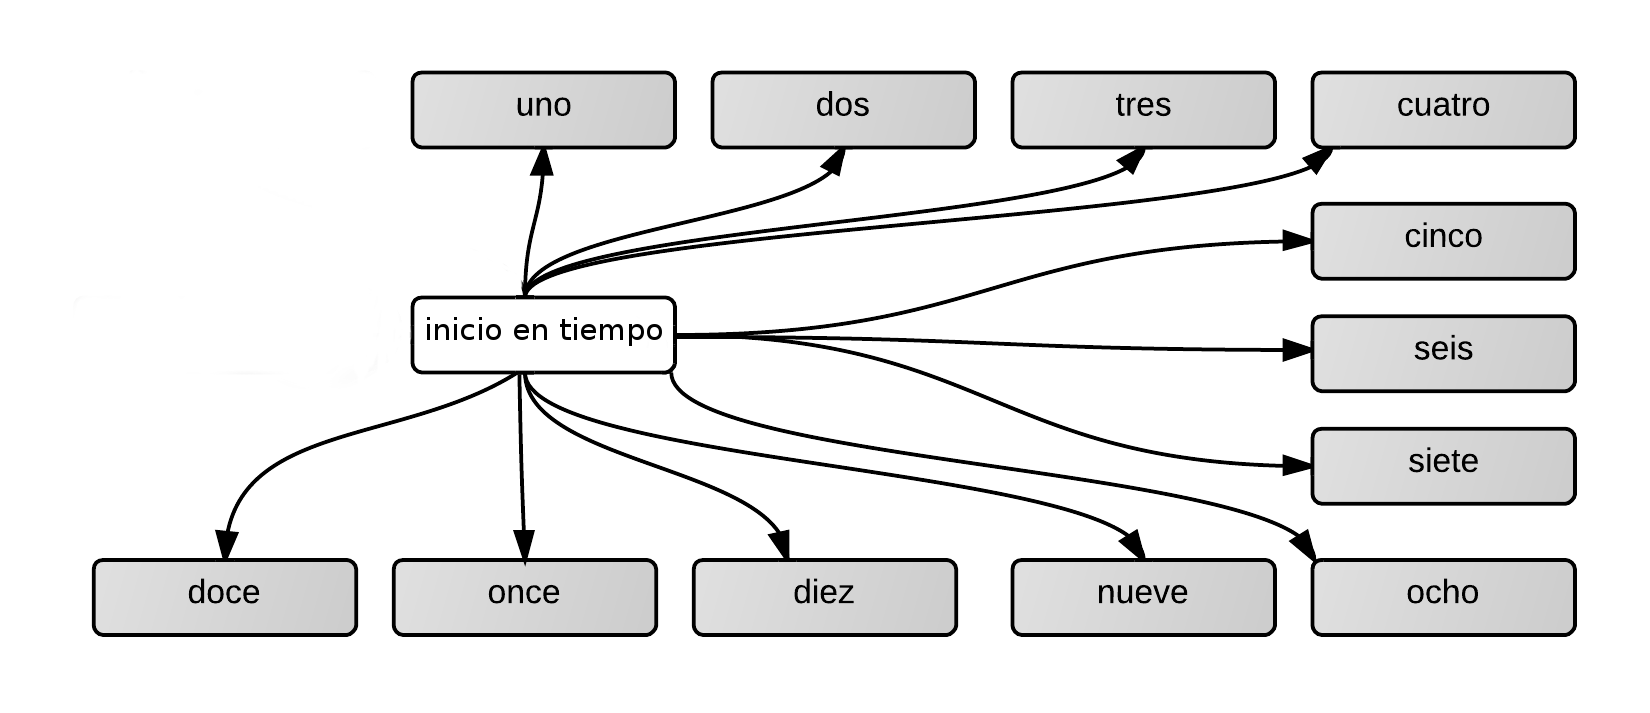 uno
dos
tres
cuatro
cinco
inicio en tiempo
seis
siete
doce
once
diez
nueve
ocho